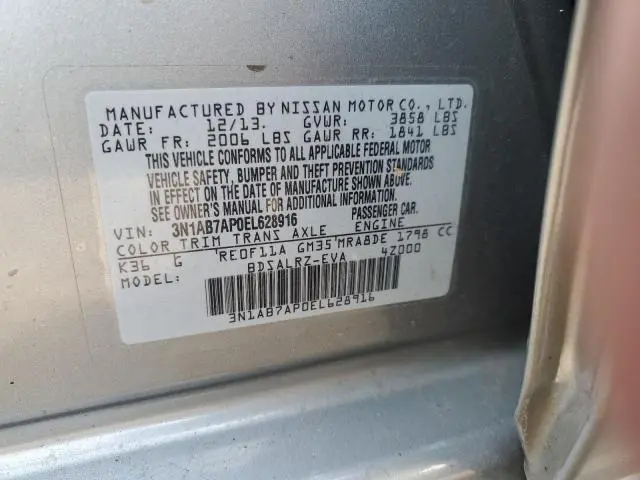 MANUFACTURED BY NISSAN MOTOR CO., LTD.
DATE: 12/13. GVWR: 3858 LBS
GAWR FR: 2006 LBS GAWR RR: 1841 LBS
THIS VEHICLE CONFORMS TO ALL APPLICABLE FEDERAL MOTOR
VEHICLE SAFETY, BUMPER AND THEFT PREVENTION STANDARDS
IN EFFECT ON THE DATE OF MANUFACTURE SHOWN ABOVE.
SEE OWNER'S MANUAL FOR ADDITIONAL INFORMATION
VIN: 3N1AB7AP0EL628916 PASSENGER CAR.
COLOR TRIM TRANS AXLE ENGINE
K36 G RE0F11A GM35 MRA8DE 1798 CC
MODEL: BDSALRZ-EVA 4Z000
3N1AB7AP0EL628916